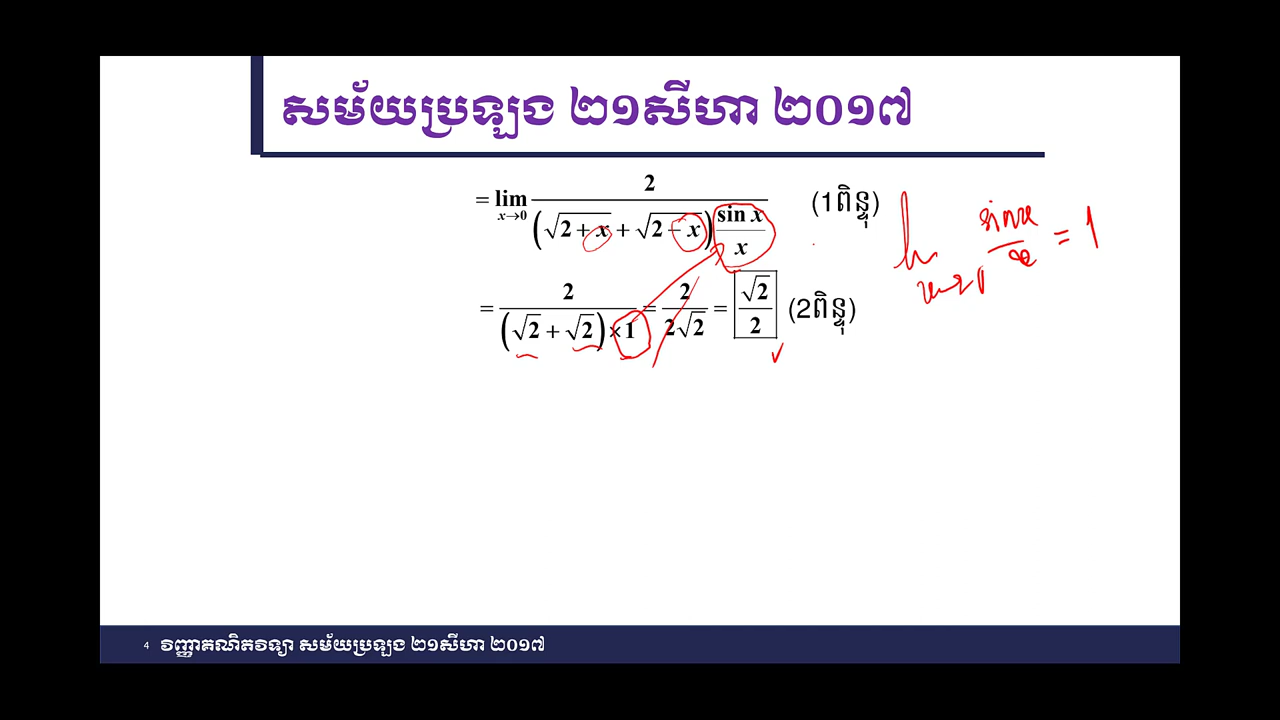 សម័យប្រឡង ២១សីហា ២០១៧
= lim x→0 2 / (√2 + x + √2 − x) sin x / x (1ពិន្ទុ)
lim x→0 sin x / x = 1
= 2 / (√2 + √2) × 1 = 2 / 2√2 = √2 / 2 (2ពិន្ទុ)
4 វិញ្ញាគណិតវិទ្យា សម័យប្រឡង ២១សីហា ២០១៧